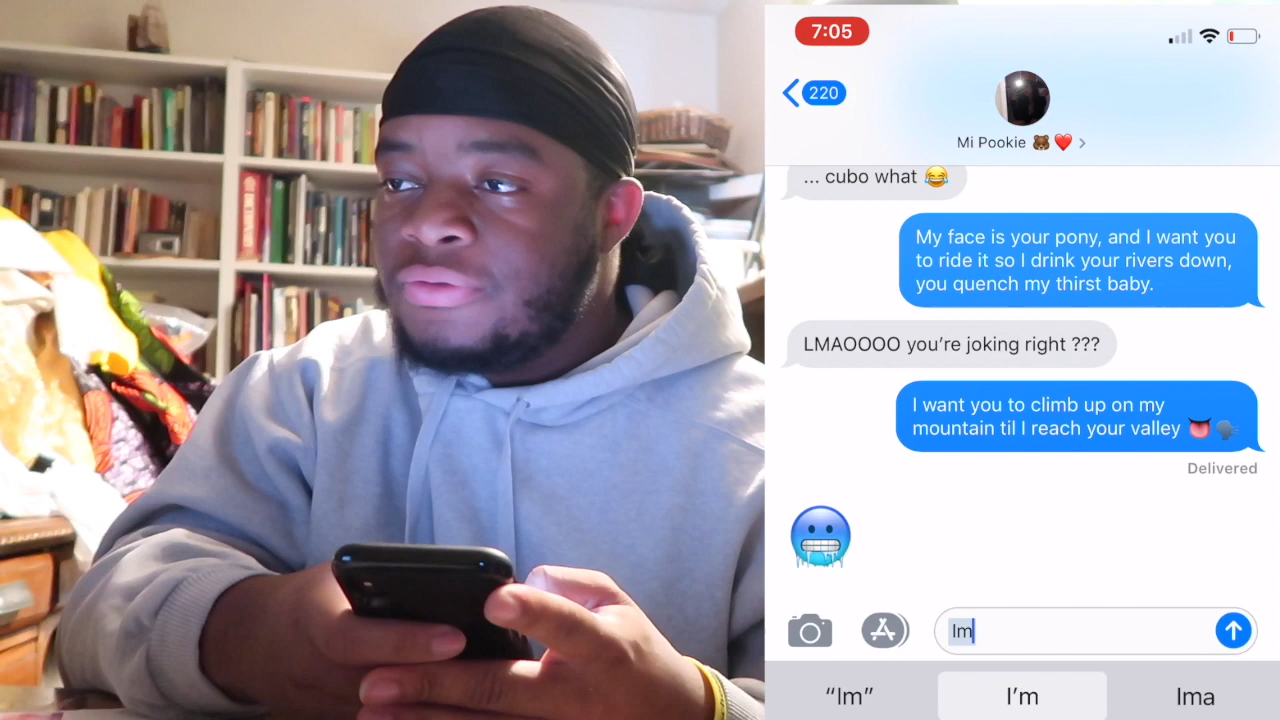 7:05
220
Mi Pookie 🧸❤️ >
... cubo what 😂
My face is your pony, and I want you
to ride it so I drink your rivers down,
you quench my thirst baby.
LMAOOOO you're joking right ???
I want you to climb up on my
mountain til I reach your valley 👅🗣️
Delivered
🥶
Im
“Im”
I'm
Ima